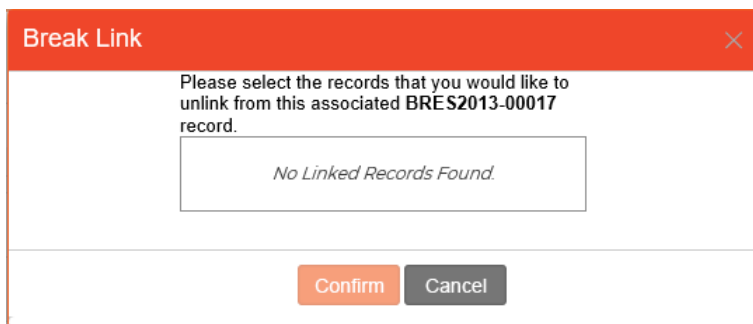 Break Link
Please select the records that you would like to
unlink from this associated BRES2013-00017
record.
No Linked Records Found.
Confirm Cancel